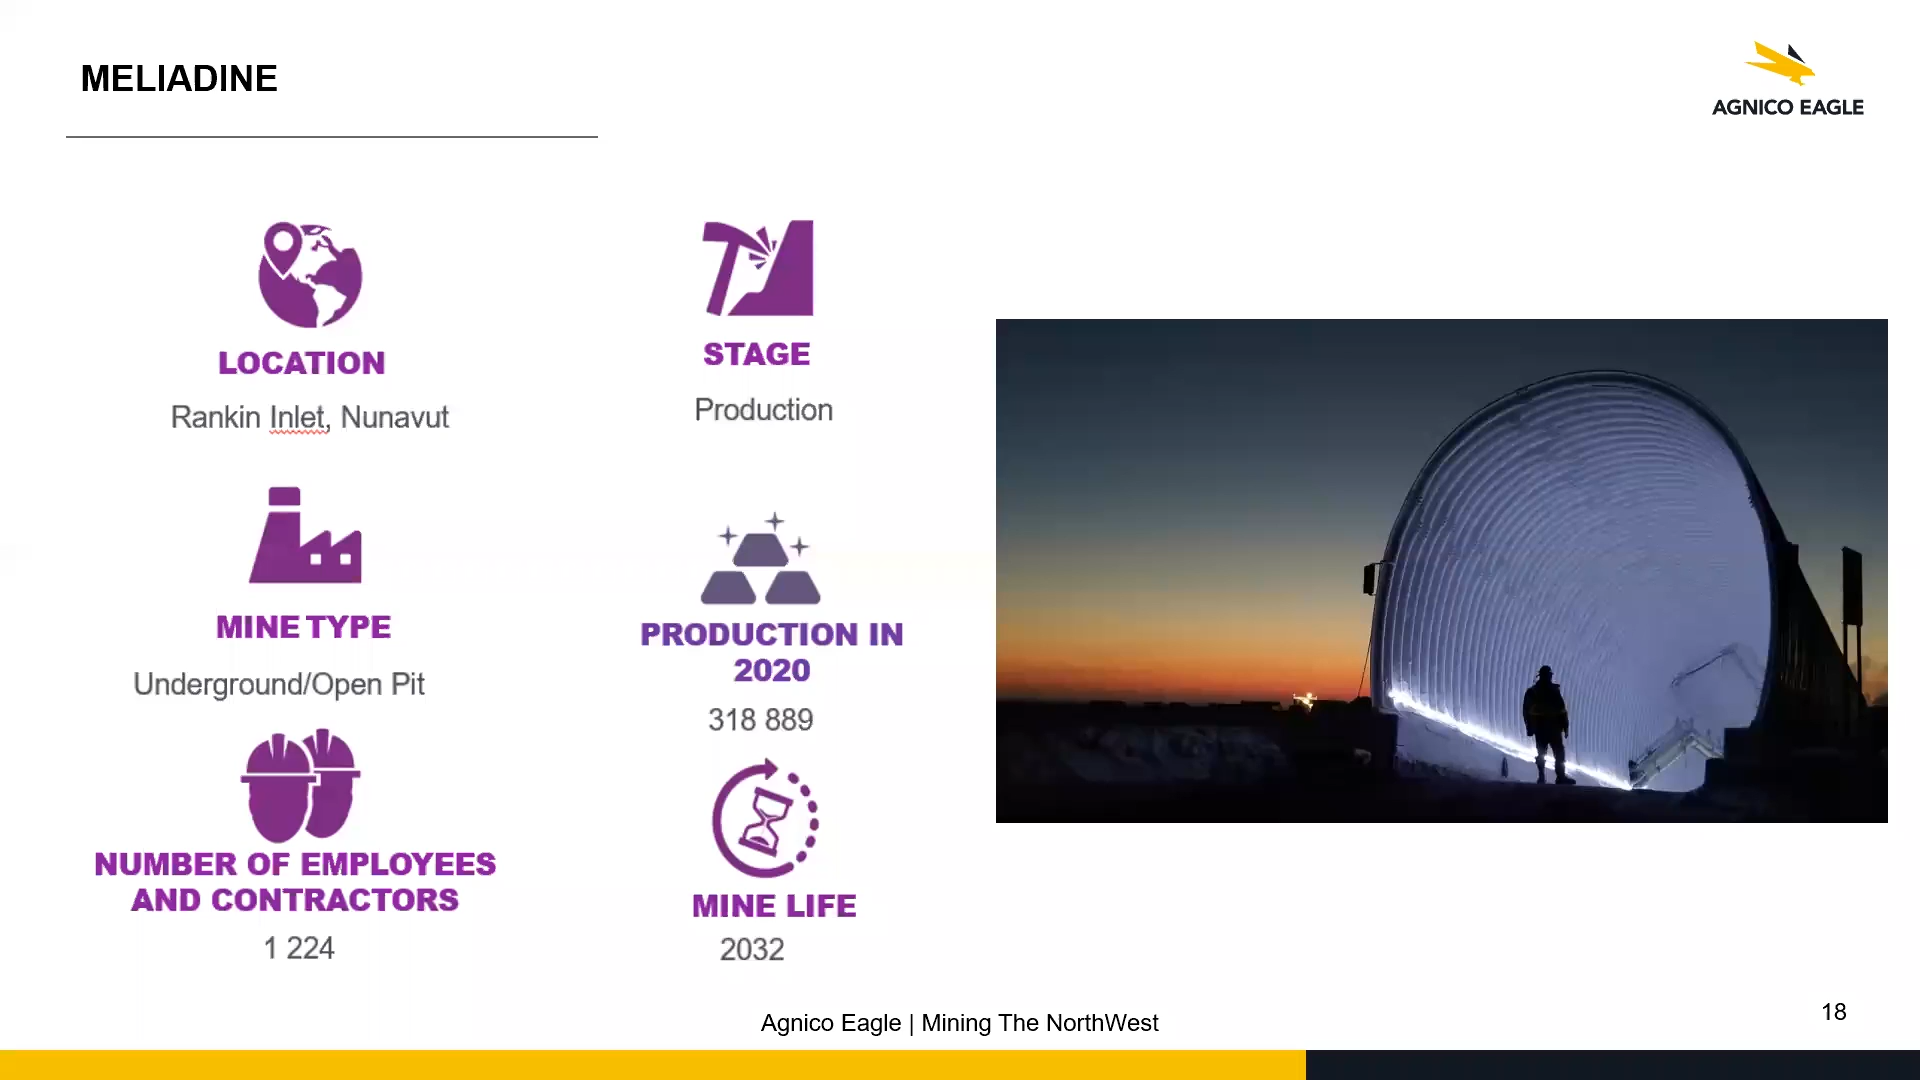 MELIADINE
AGNICO EAGLE
LOCATION
Rankin Inlet, Nunavut
STAGE
Production
MINE TYPE
Underground/Open Pit
PRODUCTION IN
2020
318 889
NUMBER OF EMPLOYEES
AND CONTRACTORS
1 224
MINE LIFE
2032
Agnico Eagle | Mining The NorthWest
18